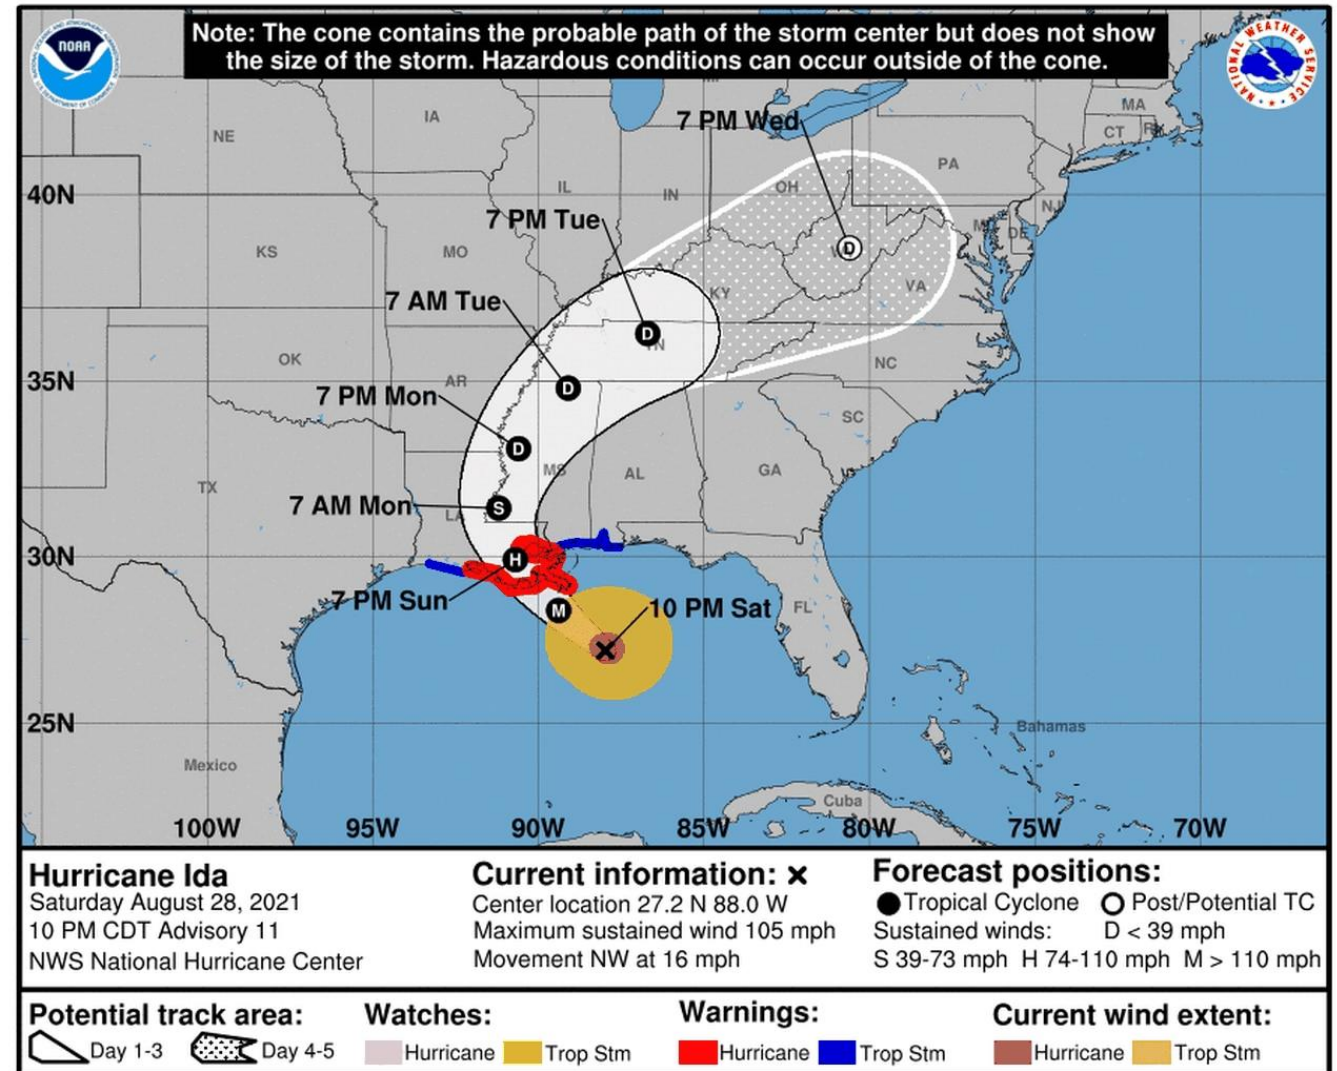 Note: The cone contains the probable path of the storm center but does not show
the size of the storm. Hazardous conditions can occur outside of the cone.
NOAA
NATIONAL WEATHER SERVICE
7 PM Wed
MA
CT
NE
IA
PA
40N
IL
IN
OH
NJ
7 PM Tue
DE
KS
MO
D
7 AM Tue
KY
VA
D
TN
OK
NC
35N
AR
D
7 PM Mon
SC
D
MS
AL
GA
TX
7 AM Mon
LA
S
30N
H
7 PM Sun
M
10 PM Sat
FL
25N
Bahamas
Mexico
Cuba
100W 95W 90W 85W 80W 75W 70W
Hurricane Ida
Saturday August 28, 2021
10 PM CDT Advisory 11
NWS National Hurricane Center
Current information: x
Center location 27.2 N 88.0 W
Maximum sustained wind 105 mph
Movement NW at 16 mph
Forecast positions:
Tropical Cyclone Post/Potential TC
Sustained winds: D < 39 mph
S 39-73 mph H 74-110 mph M > 110 mph
Potential track area:
Day 1-3 Day 4-5
Watches:
Hurricane Trop Stm
Warnings:
Hurricane Trop Stm
Current wind extent:
Hurricane Trop Stm